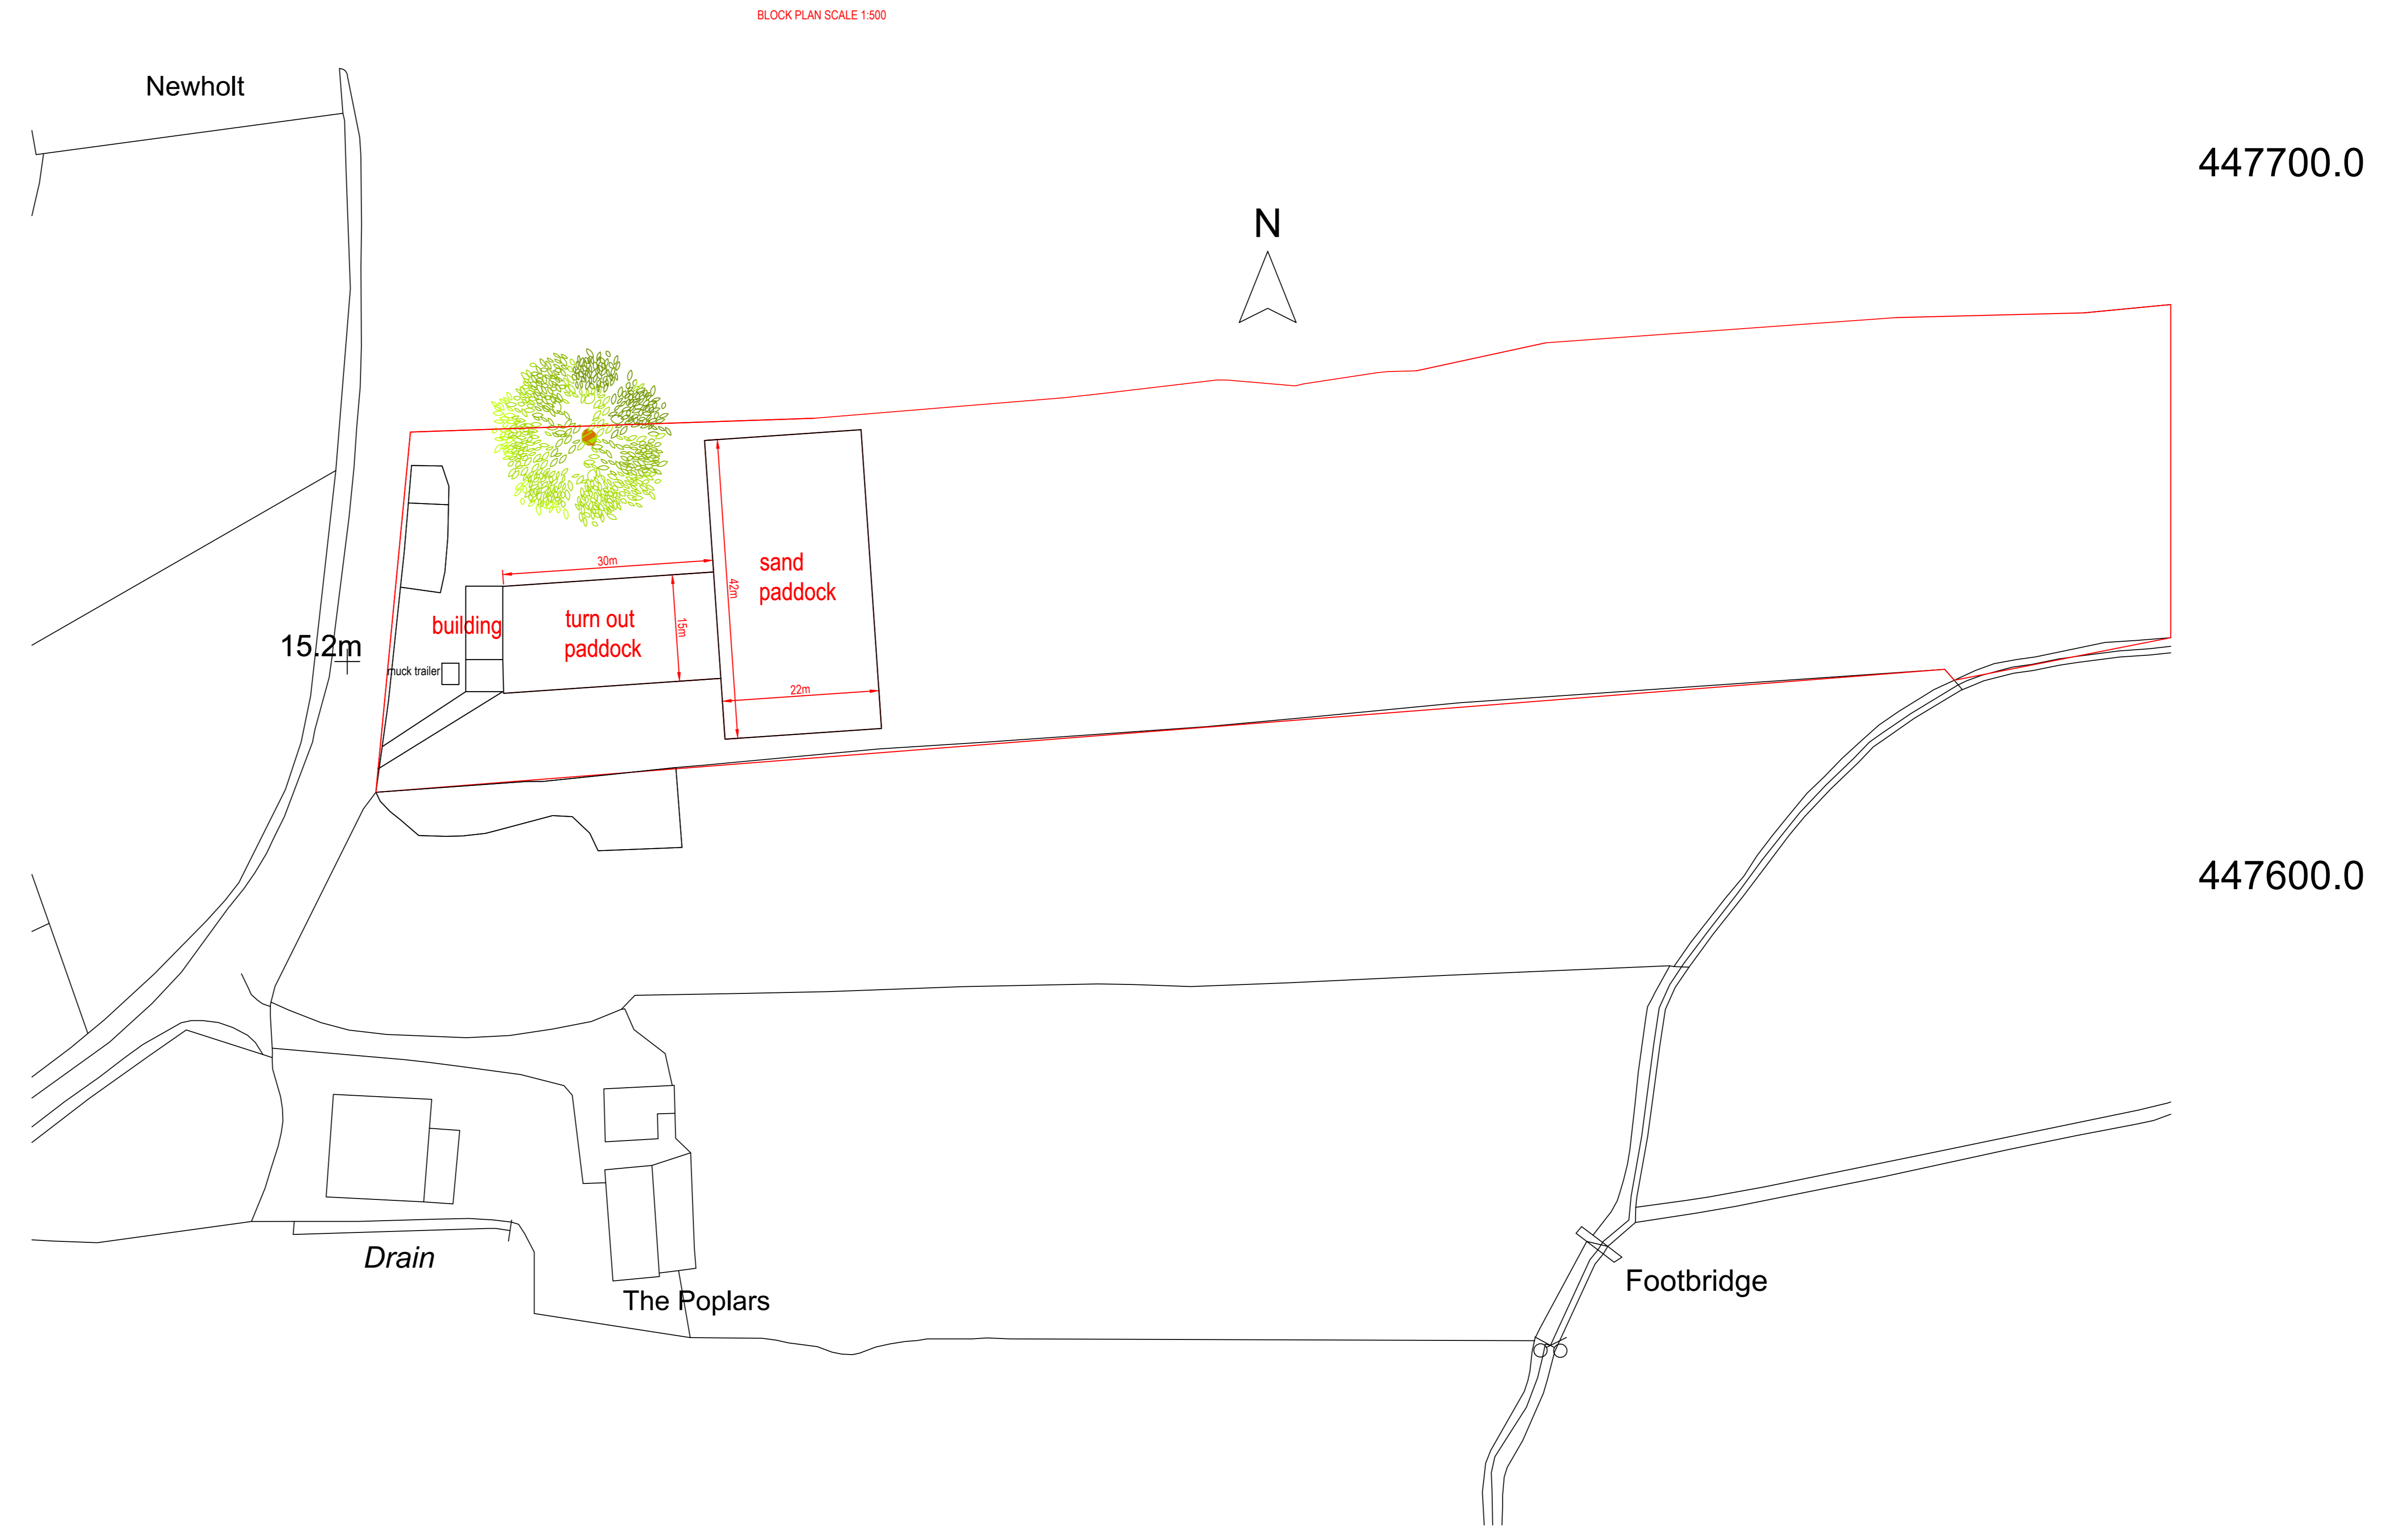 BLOCK PLAN SCALE 1:500
Newholt
447700.0
N
30m
sand
paddock
42m
turn out
paddock
building
15m
15.2m
muck trailer
22m
447600.0
Drain
The Poplars
Footbridge